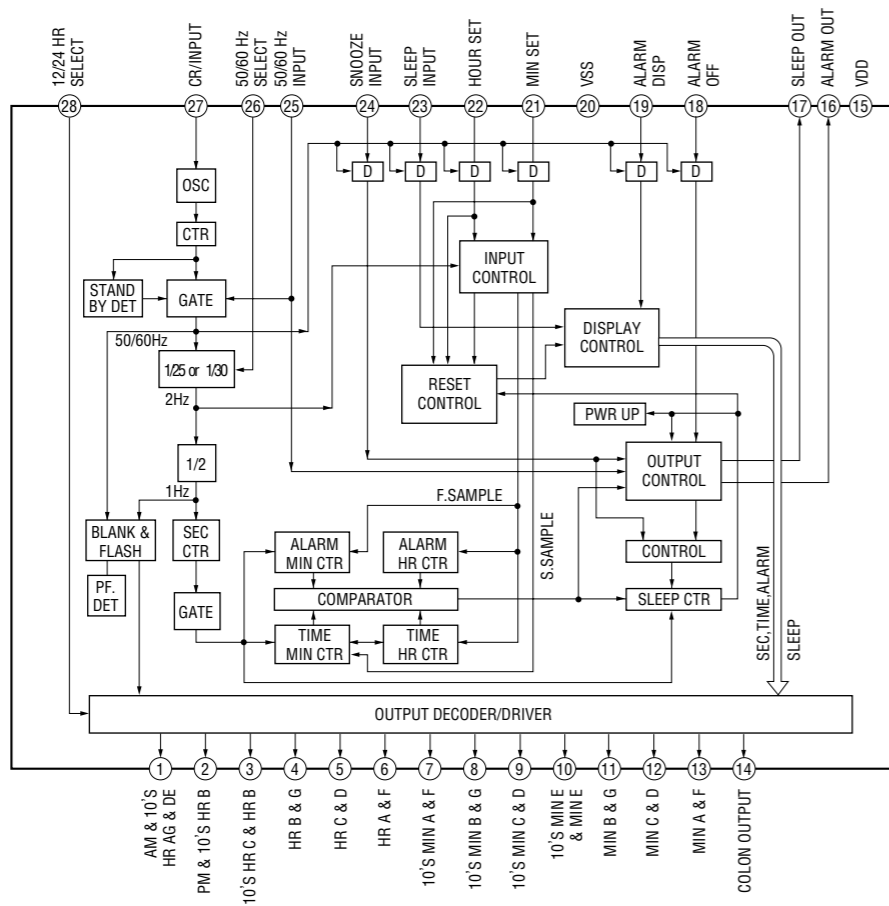 12/24 HR
SELECT
CR/INPUT
50/60 Hz
SELECT
50/60 Hz
INPUT
SNOOZE
INPUT
SLEEP
INPUT
HOUR SET
MIN SET
VSS
ALARM
DISP
ALARM
OFF
SLEEP OUT
ALARM OUT
VDD
28
27
26
25
24
23
22
21
20
19
18
17
16
15
D
D
D
D
D
D
OSC
CTR
STAND
BY DET
GATE
INPUT
CONTROL
DISPLAY
CONTROL
50/60Hz
1/25 or 1/30
2Hz
RESET
CONTROL
PWR UP
1/2
OUTPUT
CONTROL
1Hz
F.SAMPLE
S.SAMPLE
BLANK &
FLASH
SEC
CTR
ALARM
MIN CTR
ALARM
HR CTR
CONTROL
PF.
DET
GATE
COMPARATOR
SLEEP CTR
TIME
MIN CTR
TIME
HR CTR
SEC,TIME,ALARM
SLEEP
OUTPUT DECODER/DRIVER
1
2
3
4
5
6
7
8
9
10
11
12
13
14
AM & 10'S
HR AG & DE
PM & 10'S HR B
10'S HR C & HR B
HR B & G
HR C & D
HR A & F
10'S MIN A & F
10'S MIN B & G
10'S MIN C & D
10'S MIN E
& MIN E
MIN B & G
MIN C & D
MIN A & F
COLON OUTPUT